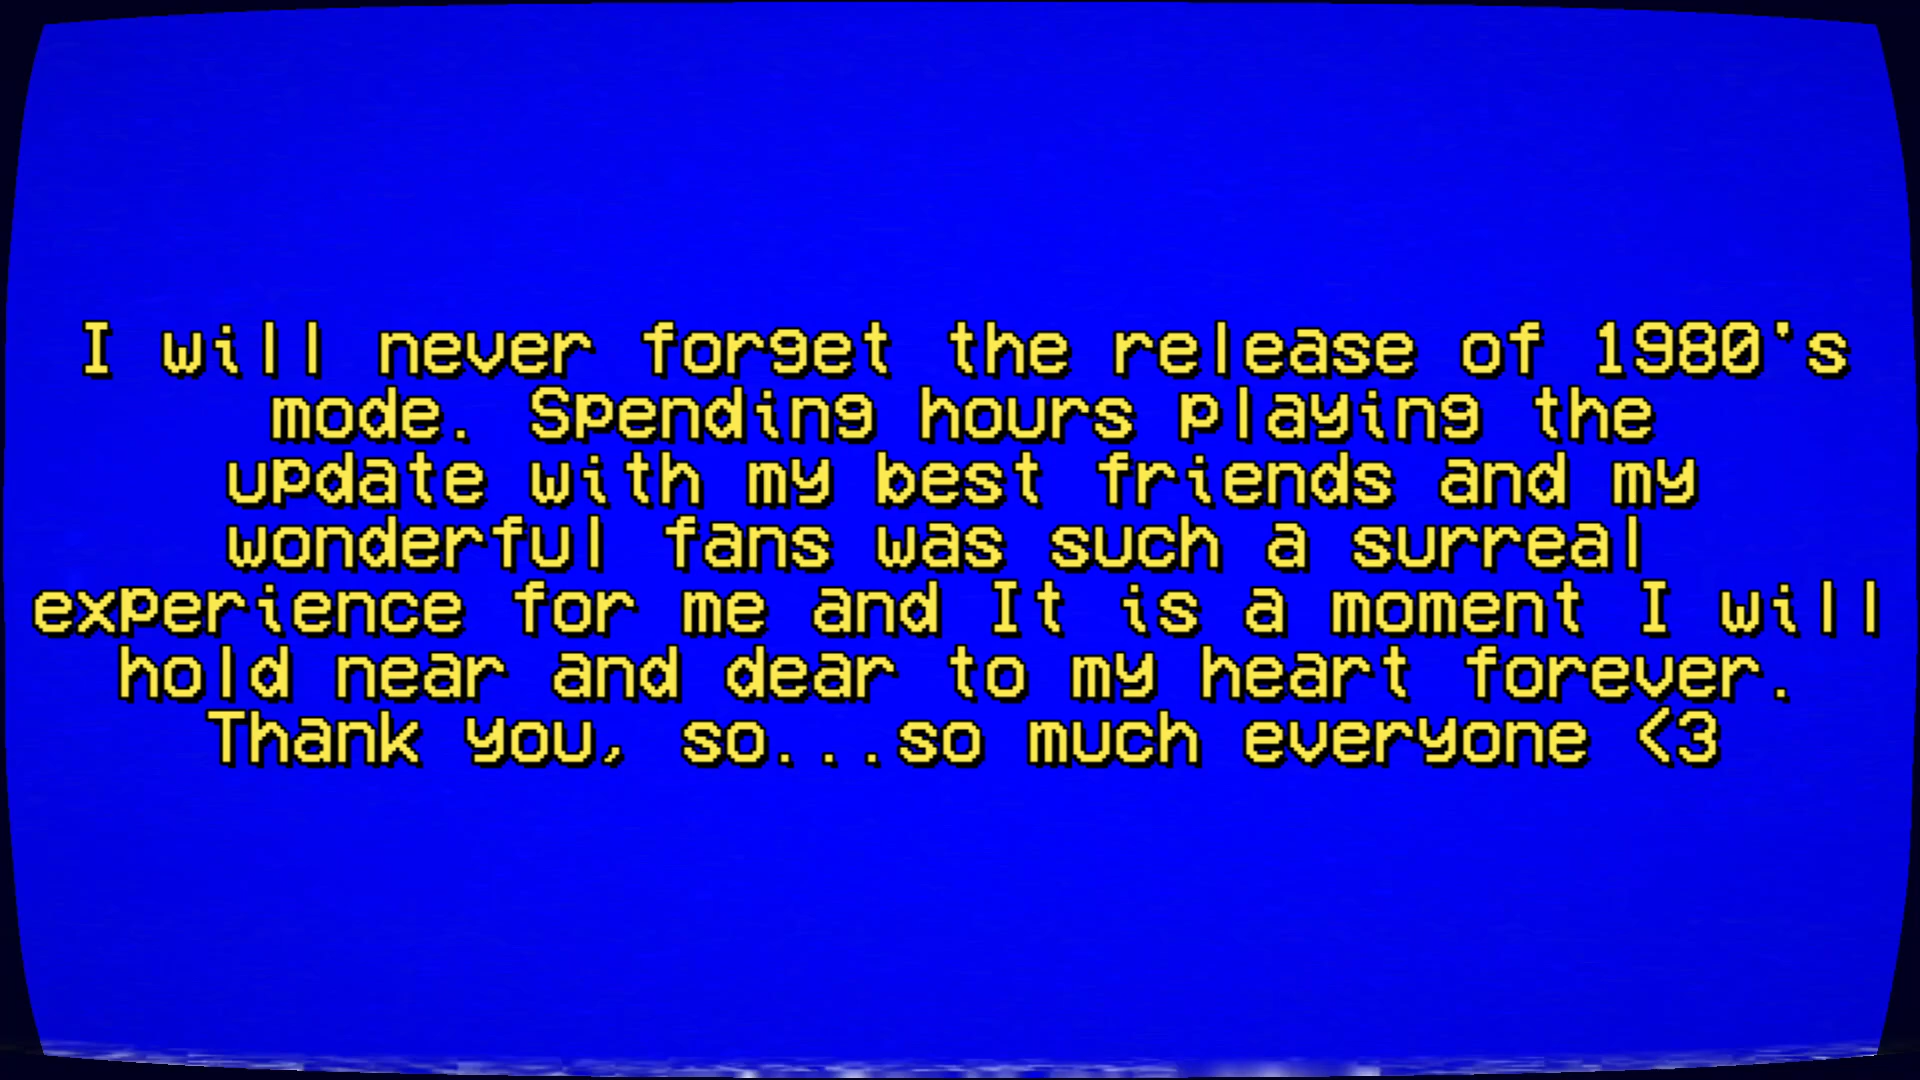 I will never forget the release of 1980's
mode. Spending hours playing the
update with my best friends and my
wonderful fans was such a surreal
experience for me and It is a moment I will
hold near and dear to my heart forever.
Thank you, so...so much everyone <3